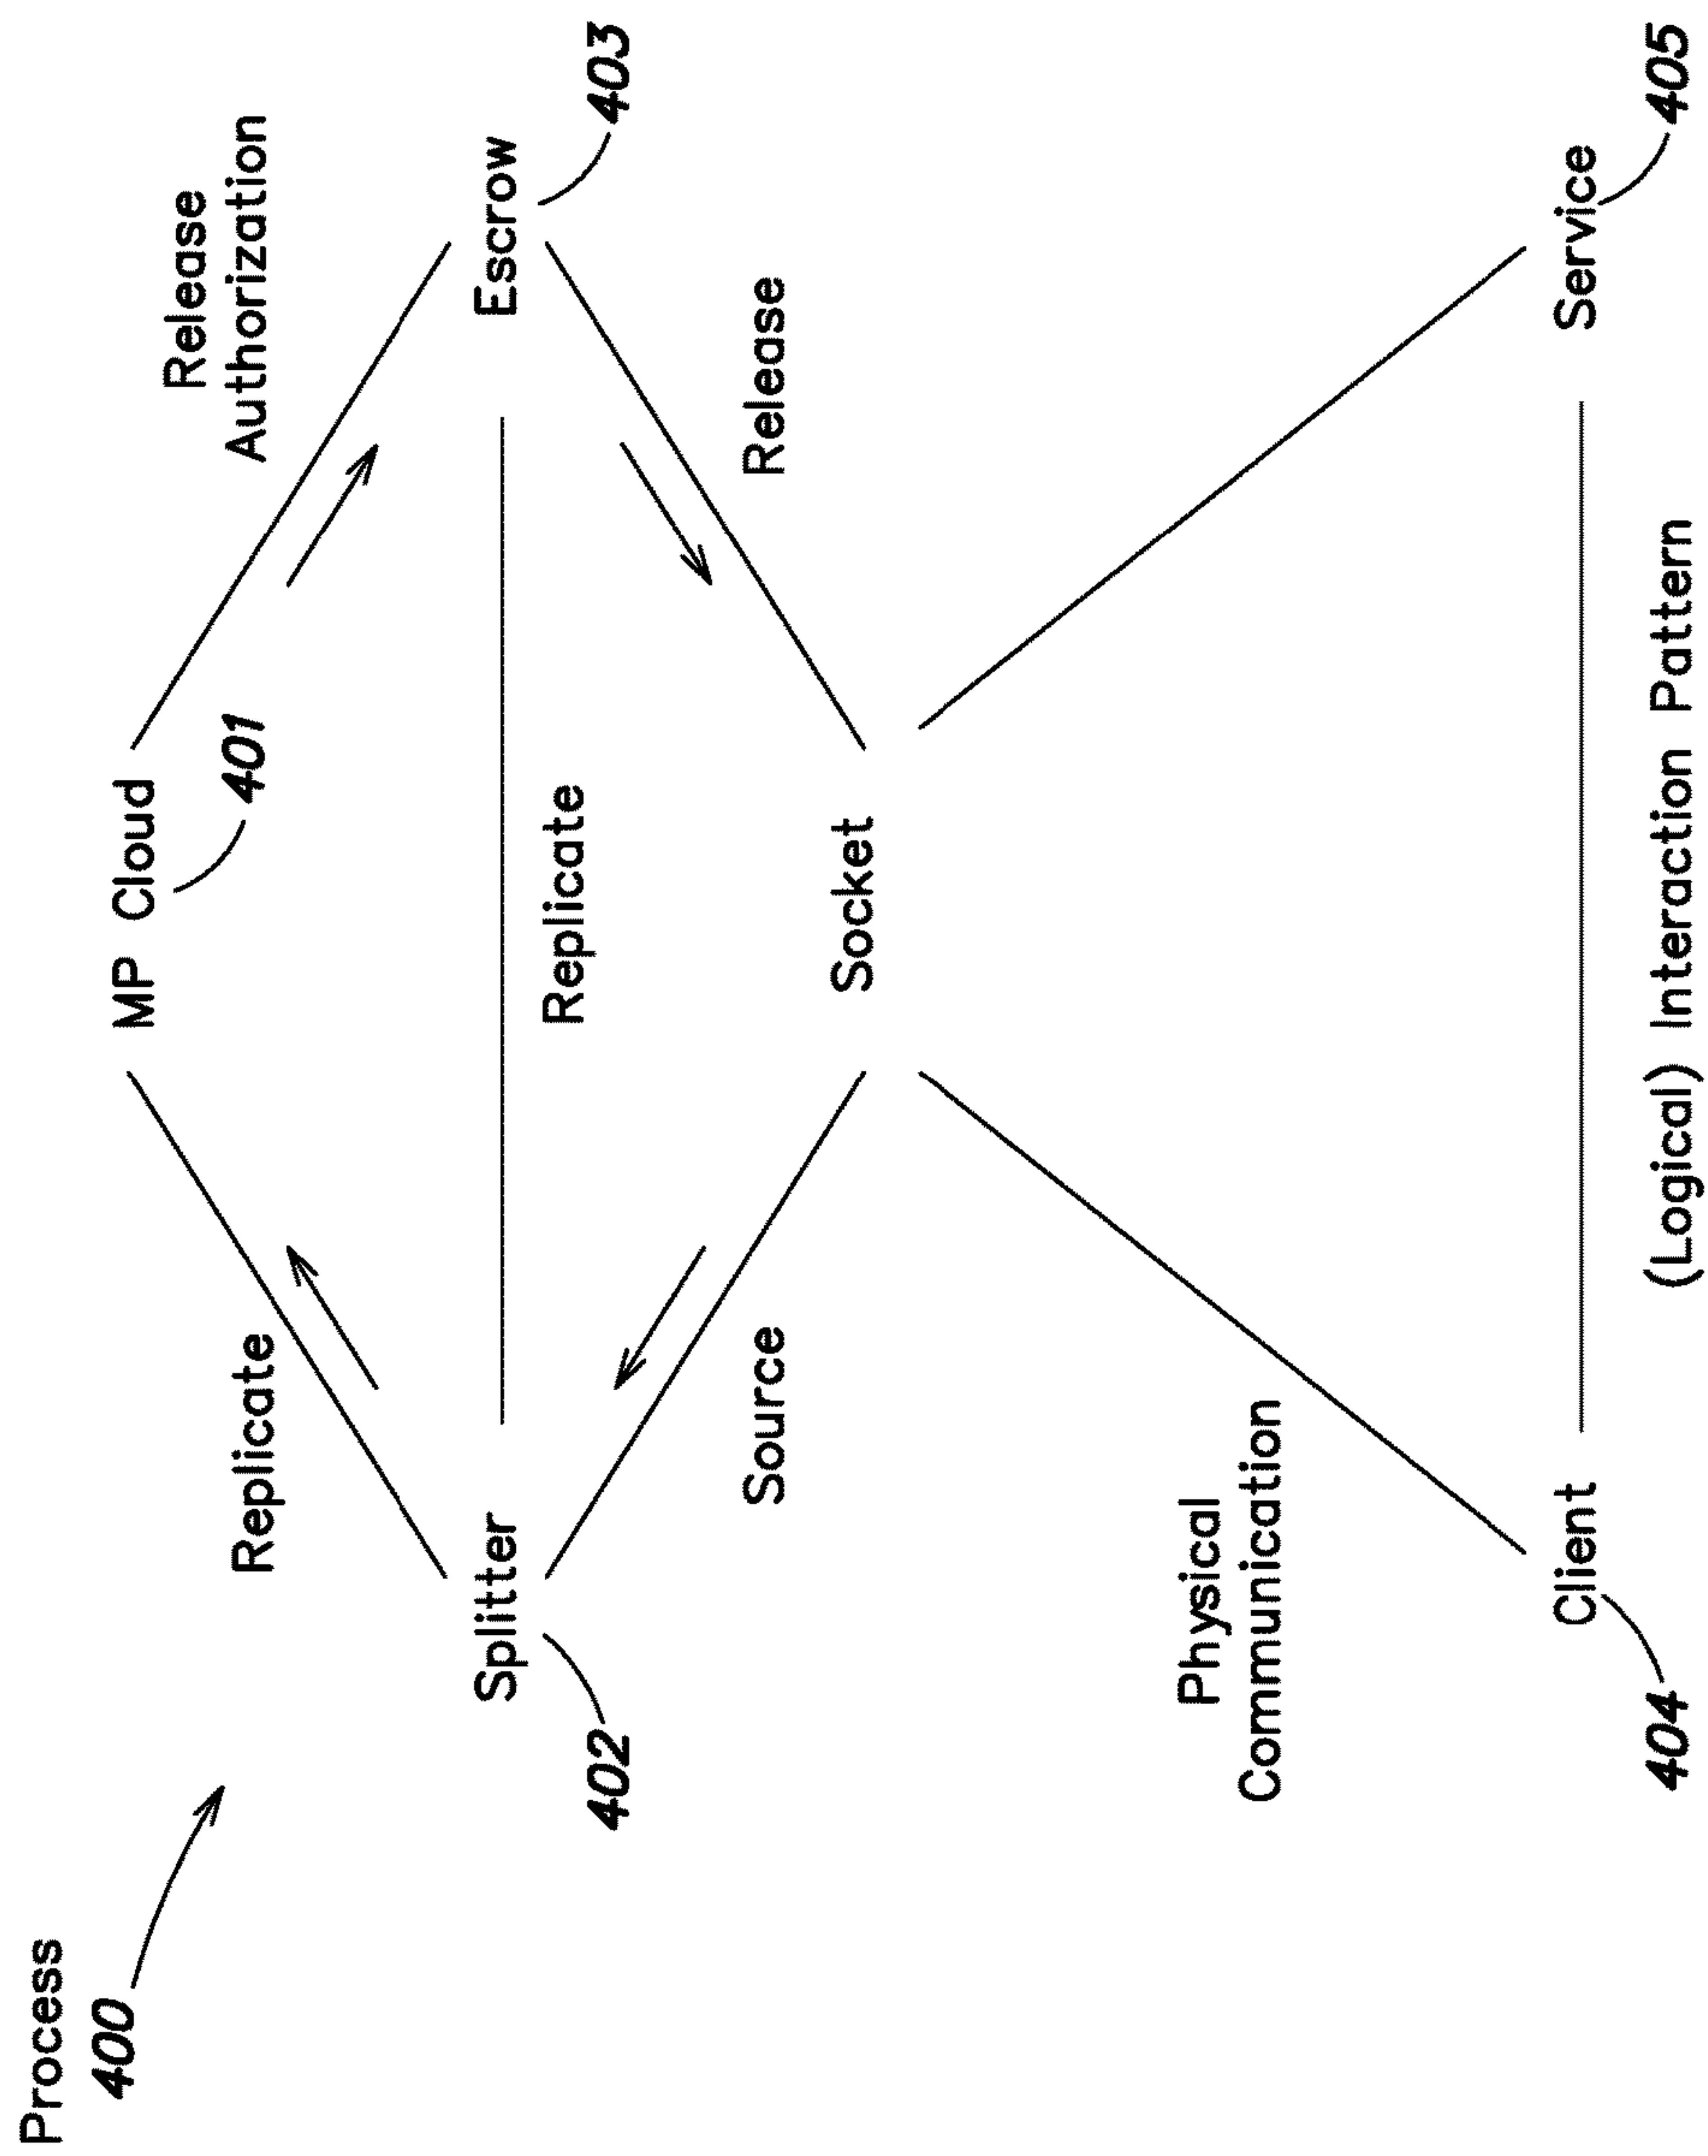 Process
400
MP Cloud
401
Release
Authorization
Replicate
Splitter
402
Escrow
403
Replicate
Source
Release
Socket
Physical
Communication
Client
404
Service
405
(Logical) Interaction Pattern